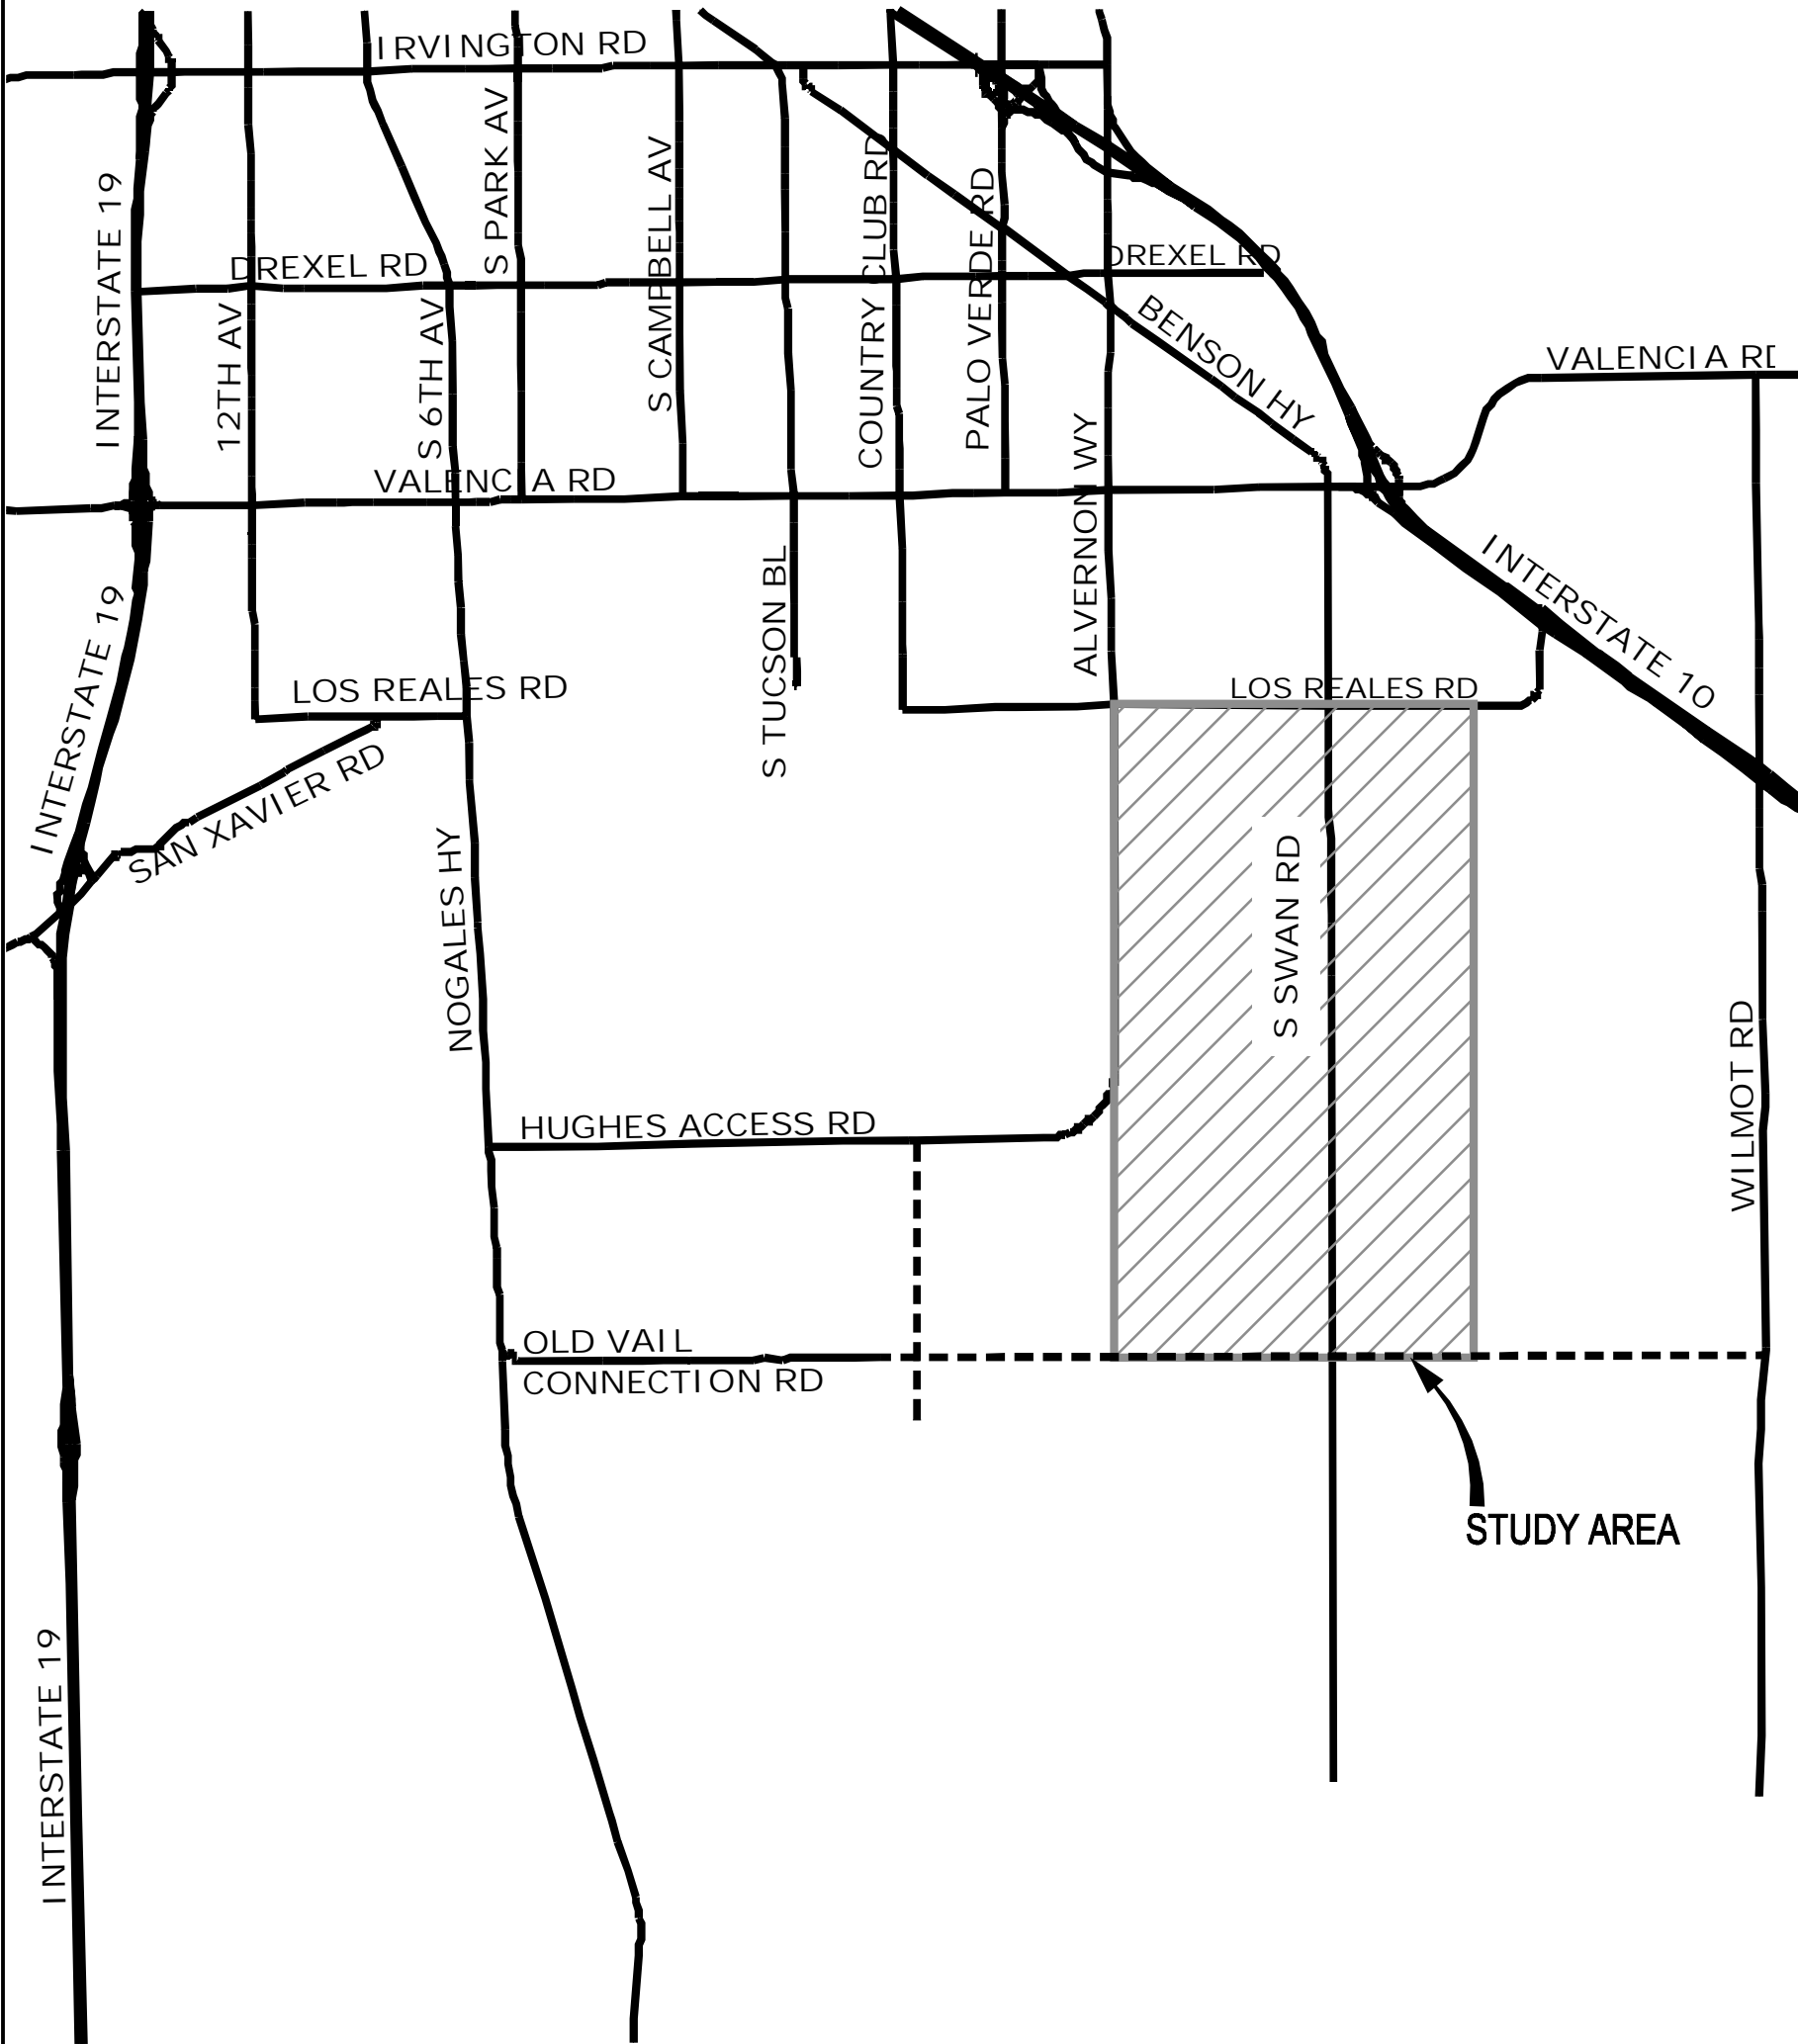 IRVINGTON RD
S PARK AV
S CAMPBELL AV
COUNTRY CLUB RD
PALO VERDE RD
INTERSTATE 19
DREXEL RD
DREXEL RD
12TH AV
S 6TH AV
BENSON HY
VALENCIA RD
VALENCIA RD
ALVERNON WY
INTERSTATE 19
S TUCSON BL
INTERSTATE 10
LOS REALES RD
LOS REALES RD
SAN XAVIER RD
NOGALES HY
S SWAN RD
WILMOT RD
HUGHES ACCESS RD
OLD VAIL
CONNECTION RD
STUDY AREA
INTERSTATE 19